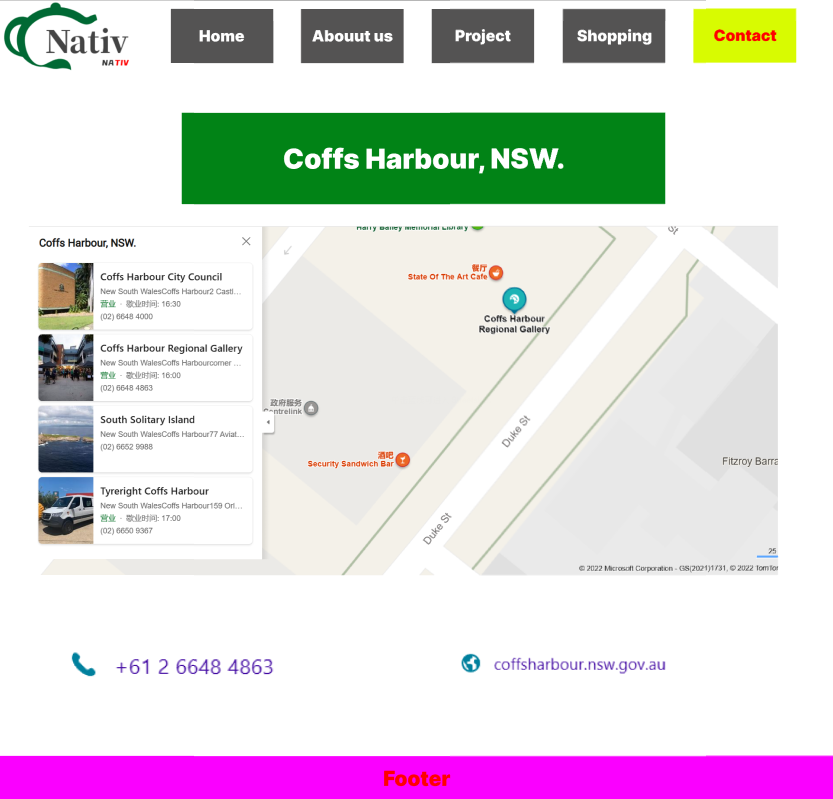 Nativ
NATIV
Home
Abouut us
Project
Shopping
Contact
Coffs Harbour, NSW.
Coffs Harbour, NSW.
Coffs Harbour City Council
New South WalesCoffs Harbour2 Castl...
营业 · 歇业时间: 16:30
(02) 6648 4000
Coffs Harbour Regional Gallery
New South WalesCoffs Harbourcorner ...
营业 · 歇业时间: 16:00
(02) 6648 4863
South Solitary Island
New South WalesCoffs Harbour77 Aviat...
(02) 6652 9988
Tyreright Coffs Harbour
New South WalesCoffs Harbour159 Orl...
营业 · 歇业时间: 17:00
(02) 6650 9367
Harry Bailey Memorial Library
St
餐厅
State Of The Art Cafe
Coffs Harbour
Regional Gallery
政府服务
Centrelink
Duke St
酒吧
Security Sandwich Bar
Fitzroy Barra
Duke St
25
© 2022 Microsoft Corporation - GS(2021)1731, © 2022 TomTom
+61 2 6648 4863
coffsharbour.nsw.gov.au
Footer